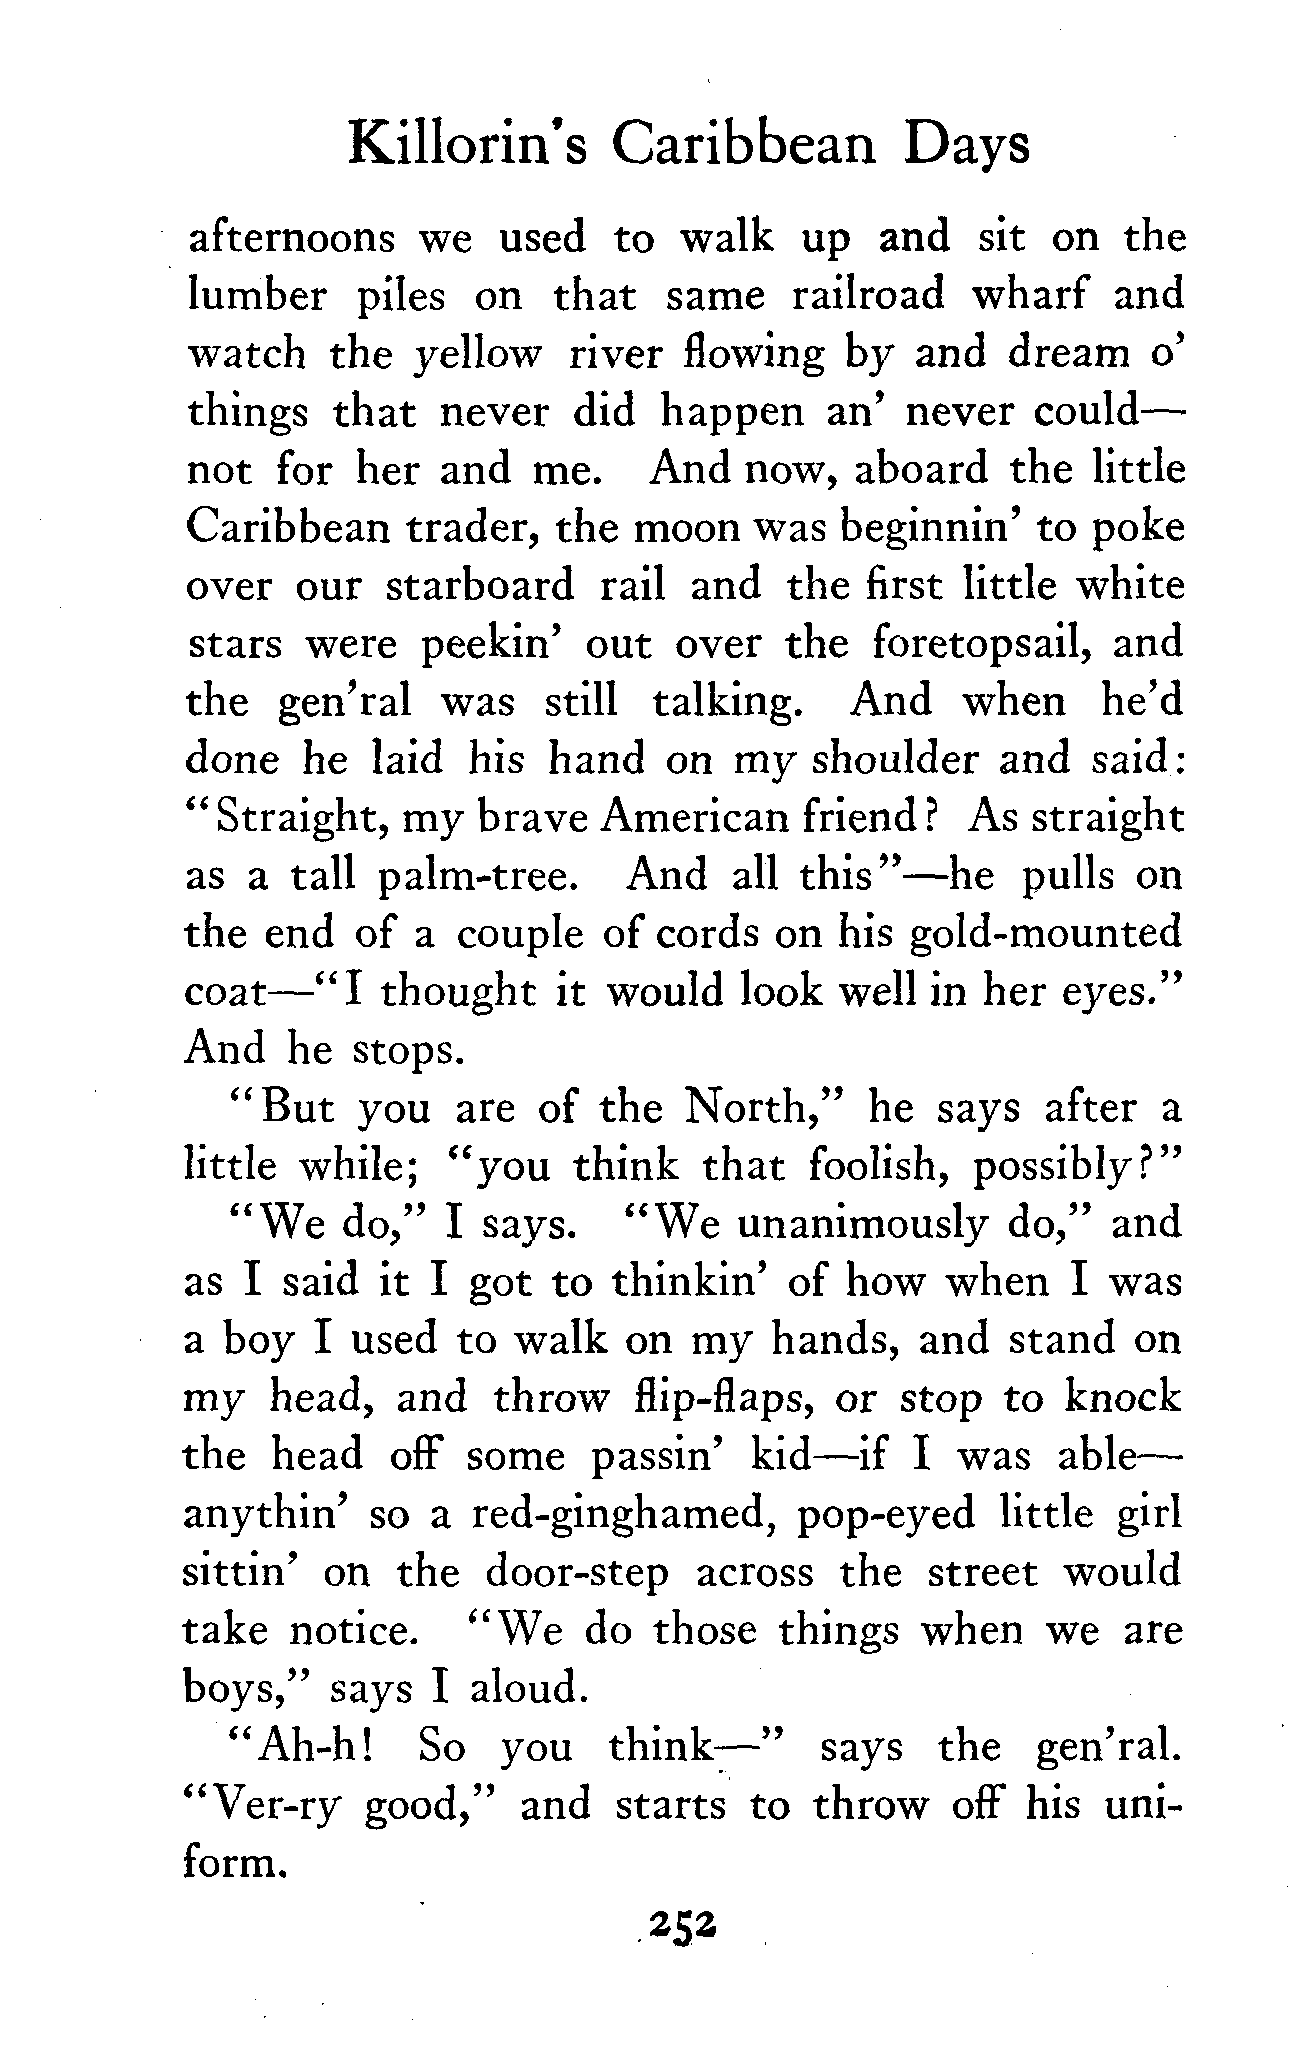 Killorin's Caribbean Days
afternoons we used to walk up and sit on the
lumber piles on that same railroad wharf and
watch the yellow river flowing by and dream o'
things that never did happen an' never could—
not for her and me. And now, aboard the little
Caribbean trader, the moon was beginnin' to poke
over our starboard rail and the first little white
stars were peekin' out over the foretopsail, and
the gen'ral was still talking. And when he'd
done he laid his hand on my shoulder and said:
"Straight, my brave American friend? As straight
as a tall palm-tree. And all this"—he pulls on
the end of a couple of cords on his gold-mounted
coat—"I thought it would look well in her eyes."
And he stops.
"But you are of the North," he says after a
little while; "you think that foolish, possibly?"
"We do," I says. "We unanimously do," and
as I said it I got to thinkin' of how when I was
a boy I used to walk on my hands, and stand on
my head, and throw flip-flaps, or stop to knock
the head off some passin' kid—if I was able—
anythin' so a red-ginghamed, pop-eyed little girl
sittin' on the door-step across the street would
take notice. "We do those things when we are
boys," says I aloud.
"Ah-h! So you think—" says the gen'ral.
"Ver-ry good," and starts to throw off his uni-
form.
252